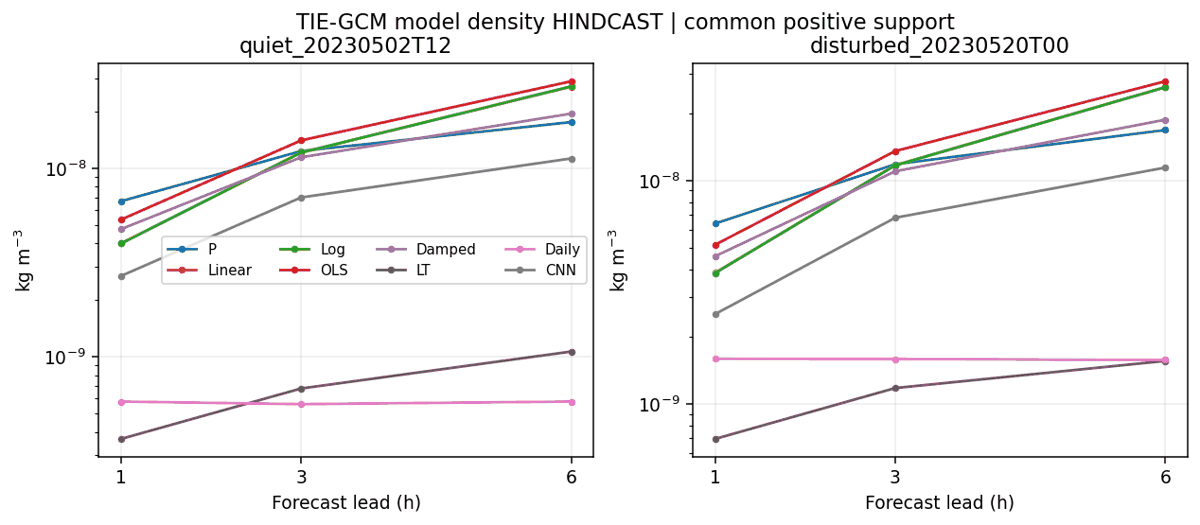 TIE-GCM model density HINDCAST | common positive support
quiet_20230502T12
disturbed_20230520T00
kg m⁻³
10⁻⁸
10⁻⁹
P
Log
Damped
Daily
Linear
OLS
LT
CNN
1
3
6
Forecast lead (h)
kg m⁻³
10⁻⁸
10⁻⁹
1
3
6
Forecast lead (h)